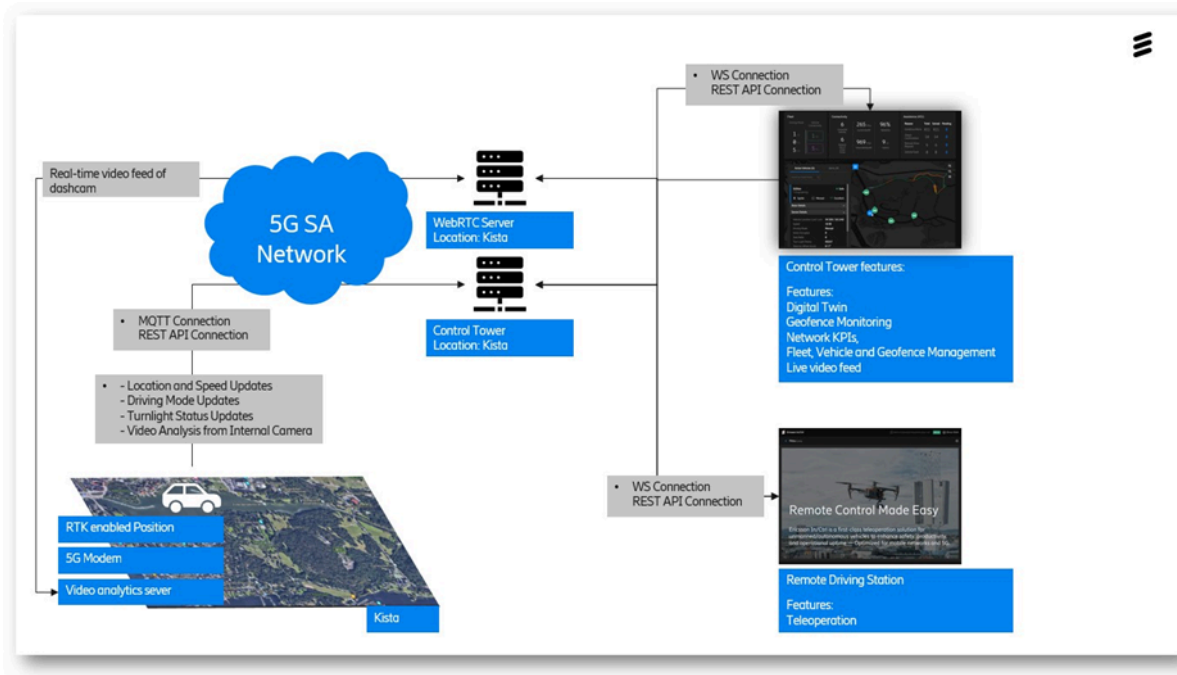 • WS Connection
REST API Connection
Real-time video feed of
dashcam
5G SA
Network
WebRTC Server
Location: Kista
Control Tower
Location: Kista
• MQTT Connection
REST API Connection
• - Location and Speed Updates
- Driving Mode Updates
- Turnlight Status Updates
- Video Analysis from Internal Camera
RTK enabled Position
5G Modem
Video analytics sever
Kista
Control Tower features:
Features:
Digital Twin
Geofence Monitoring
Network KPIs,
Fleet, Vehicle and Geofence Management
Live video feed
• WS Connection
REST API Connection
Remote Control Made Easy
Remote Driving Station
Features:
Teleoperation